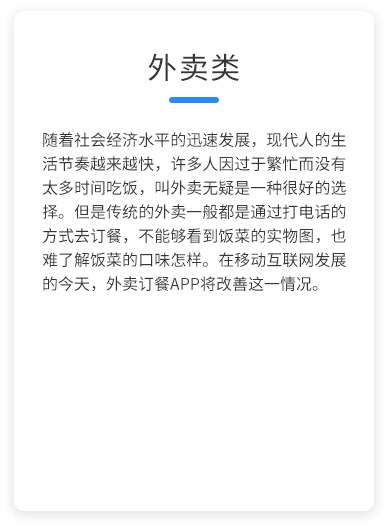 外卖类
随着社会经济水平的迅速发展，现代人的生
活节奏越来越快，许多人因过于繁忙而没有
太多时间吃饭，叫外卖无疑是一种很好的选
择。但是传统的外卖一般都是通过打电话的
方式去订餐，不能够看到饭菜的实物图，也
难了解饭菜的口味怎样。在移动互联网发展
的今天，外卖订餐APP将改善这一情况。